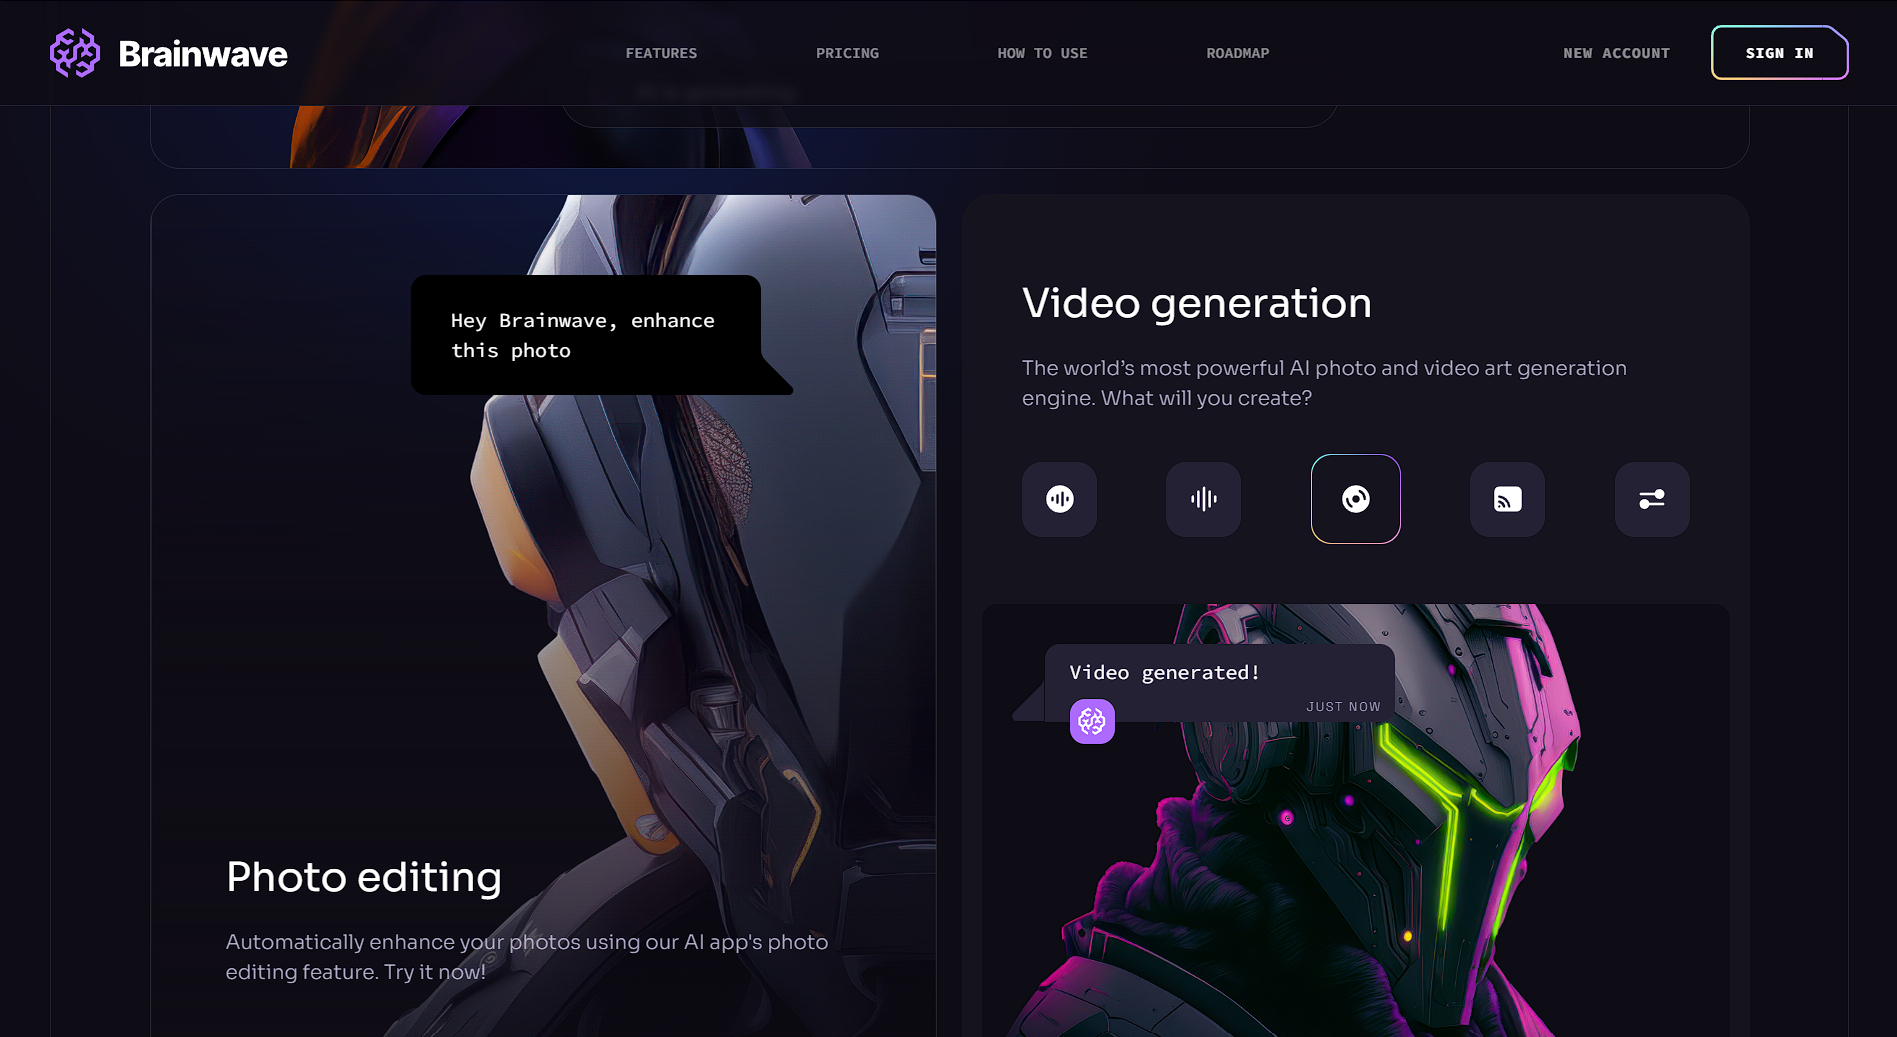 Brainwave
FEATURES
PRICING
HOW TO USE
ROADMAP
NEW ACCOUNT
SIGN IN
Hey Brainwave, enhance
this photo
Photo editing
Automatically enhance your photos using our AI app's photo
editing feature. Try it now!
Video generation
The world’s most powerful AI photo and video art generation
engine. What will you create?
Video generated!
JUST NOW